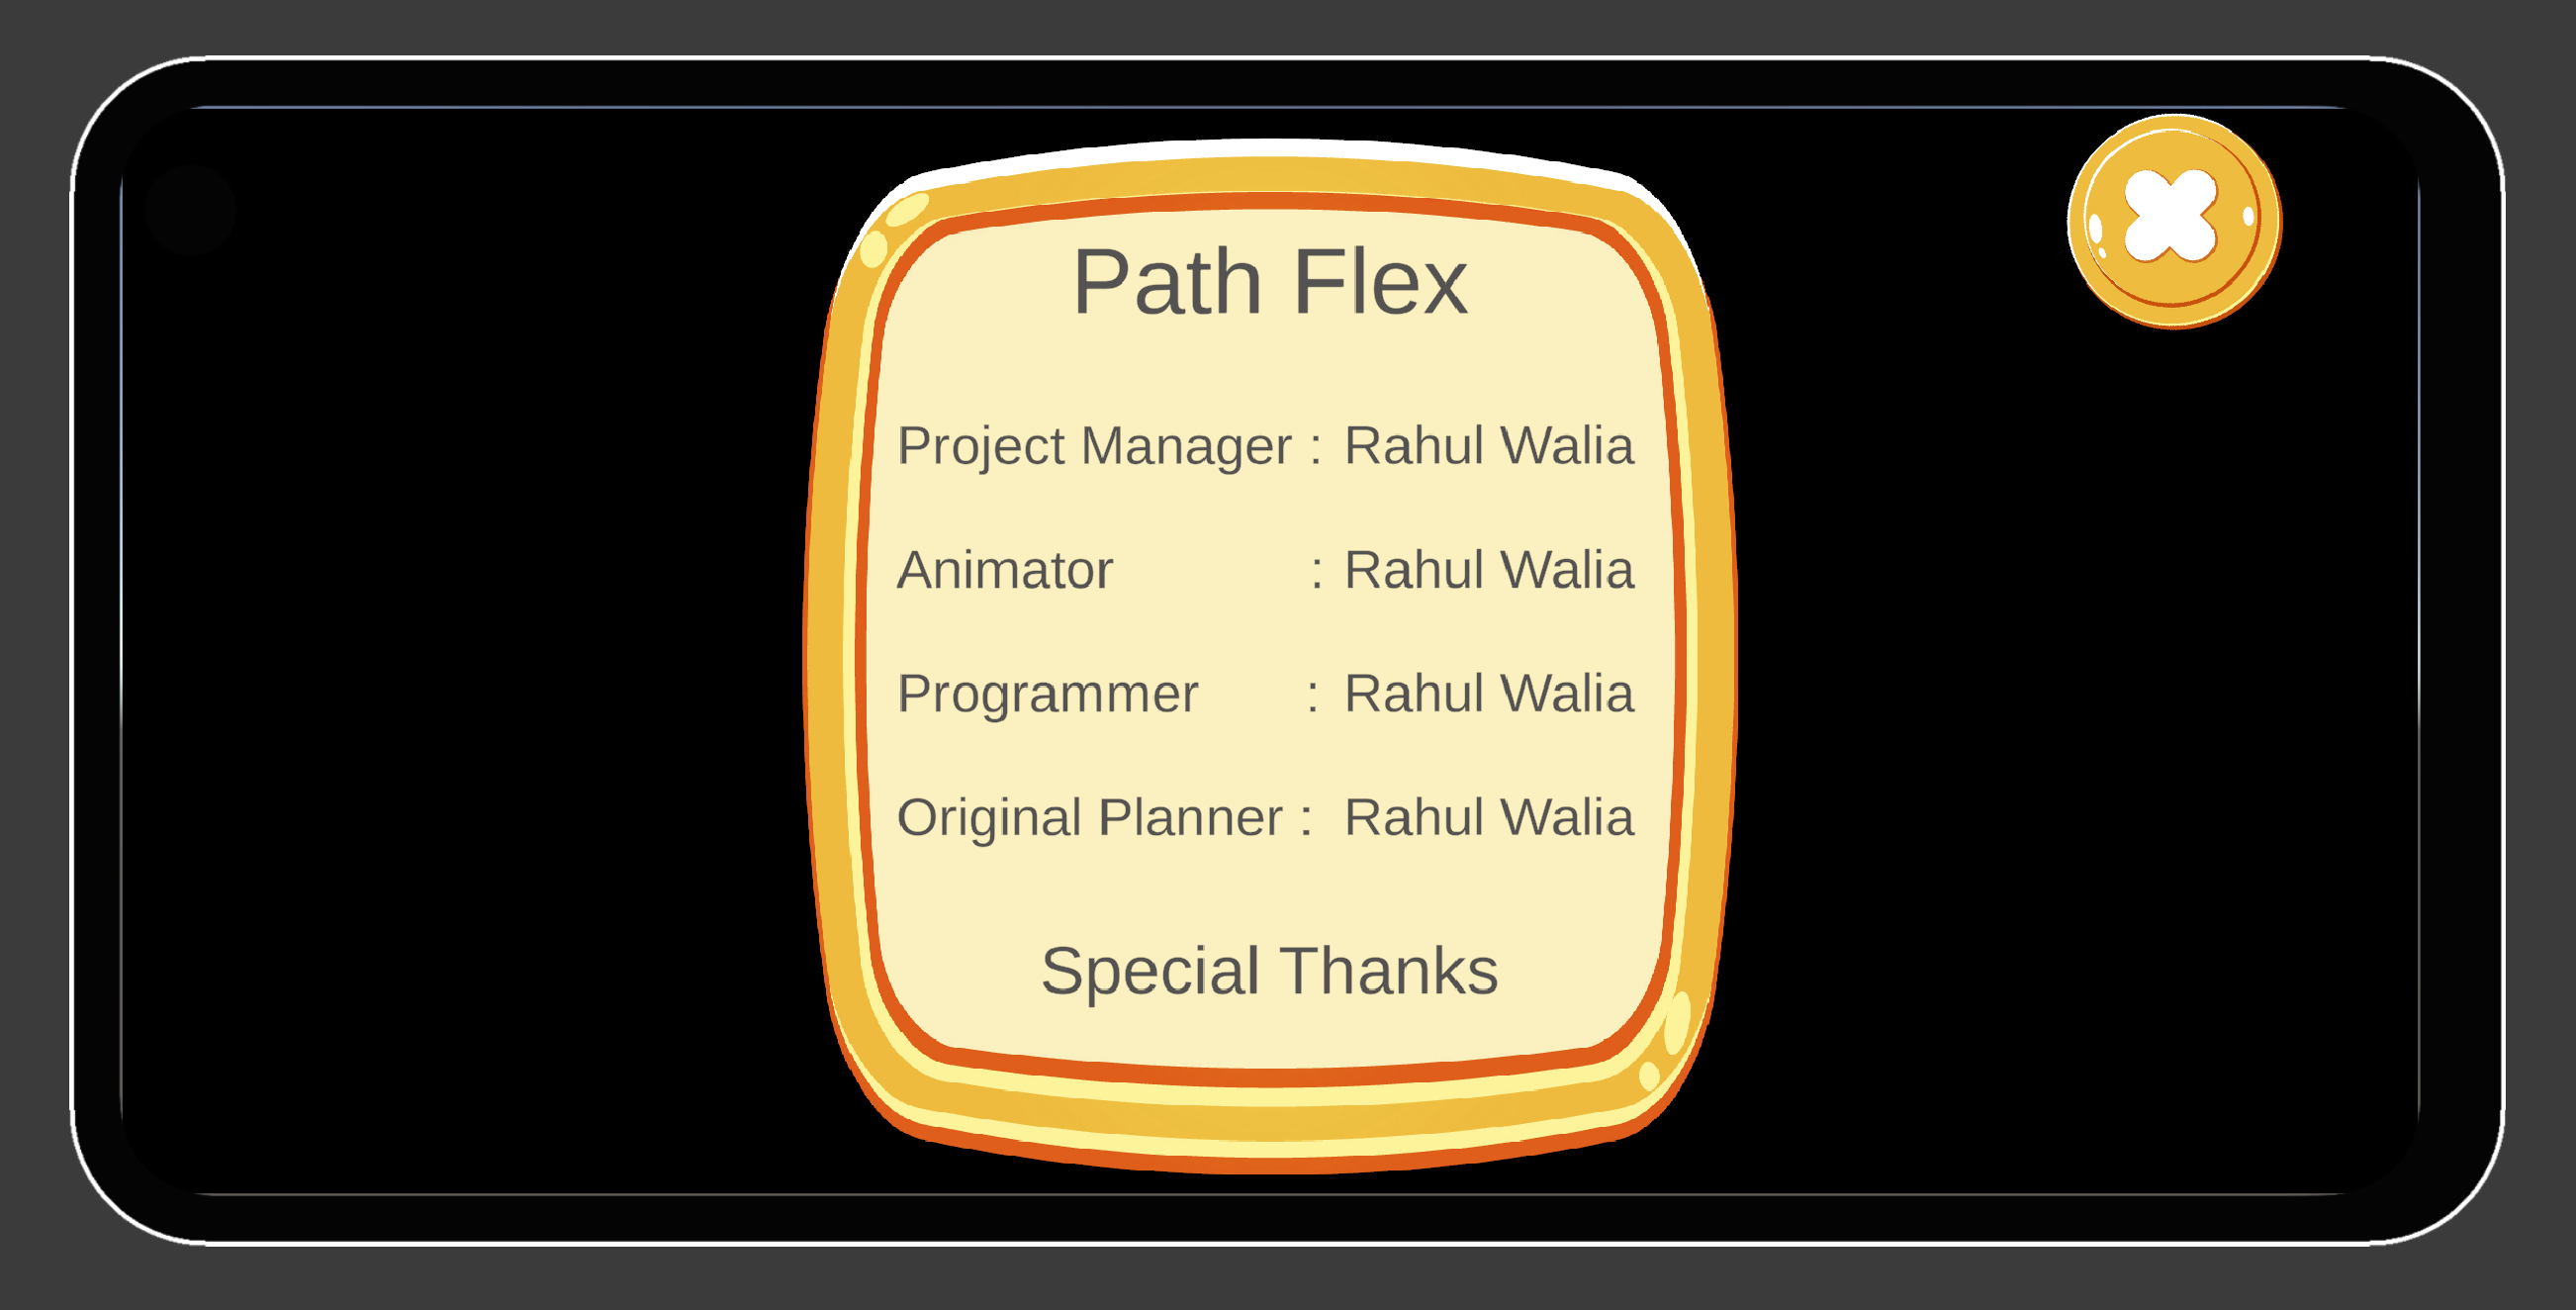 Path Flex
Project Manager : Rahul Walia
Animator : Rahul Walia
Programmer : Rahul Walia
Original Planner : Rahul Walia
Special Thanks